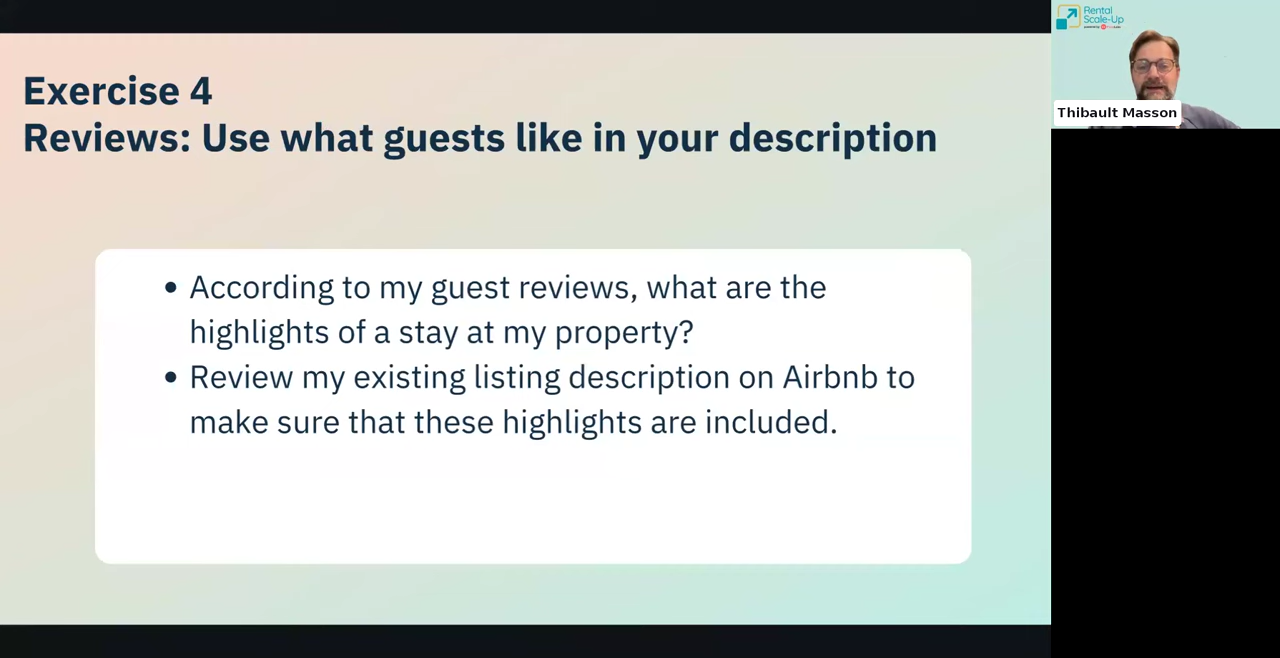 Exercise 4
Reviews: Use what guests like in your description
• According to my guest reviews, what are the
highlights of a stay at my property?
• Review my existing listing description on Airbnb to
make sure that these highlights are included.
Rental
Scale-Up
Thibault Masson